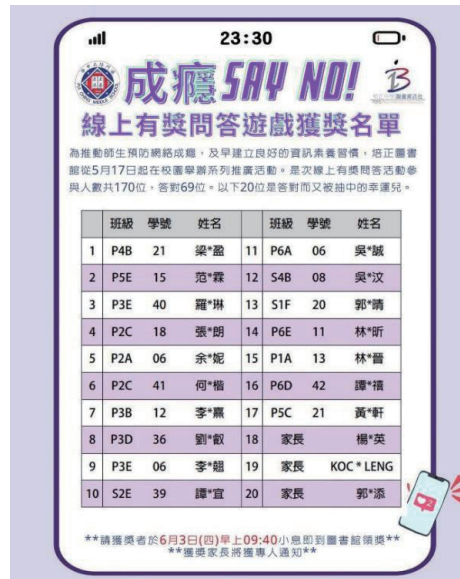 23:30
成癮SAY NO!
線上有獎問答遊戲獲獎名單
為推動師生預防網絡成癮，及早建立良好的資訊素養習慣，培正圖書
館從5月17日起在校園舉辦系列推廣活動。是次線上有獎問答活動參
與人數共170位，答對69位。以下20位是答對而又被抽中的幸運兒。
班級 學號 姓名 班級 學號 姓名
1 P4B 21 梁*盈 11 P6A 06 吳*誠
2 P5E 15 范*霖 12 S4B 08 吳*汶
3 P3E 40 羅*琳 13 S1F 20 郭*晴
4 P2C 18 張*朗 14 P6E 11 林*昕
5 P2A 06 余*妮 15 P1A 13 林*晉
6 P2C 41 何*楷 16 P6D 42 譚*禧
7 P3B 12 李*熹 17 P5C 21 黃*軒
8 P3D 36 劉*叡 18 家長 楊*英
9 P3E 06 李*翹 19 家長 KOC * LENG
10 S2E 39 譚*宜 20 家長 郭*添
**請獲獎者於6月3日(四)早上09:40小息即到圖書館領獎**
**獲獎家長將獲專人通知**